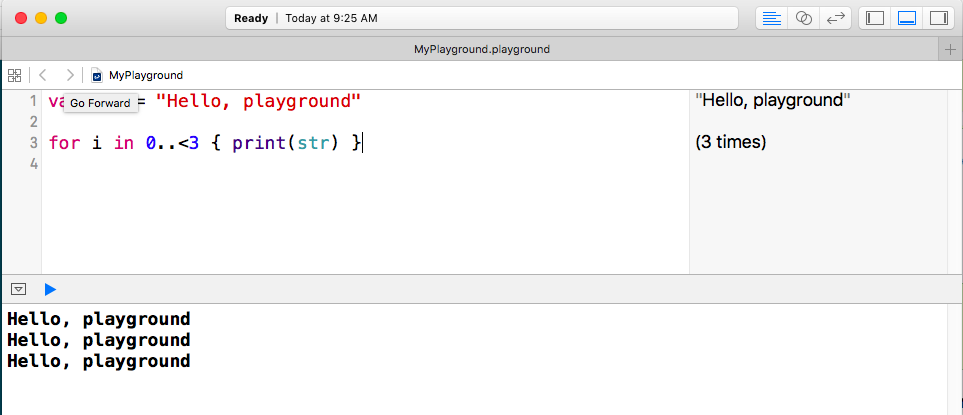 Ready | Today at 9:25 AM
MyPlayground.playground
MyPlayground
Go Forward
1 va = "Hello, playground"
2
3 for i in 0..<3 { print(str) }
4
"Hello, playground"
(3 times)
Hello, playground
Hello, playground
Hello, playground